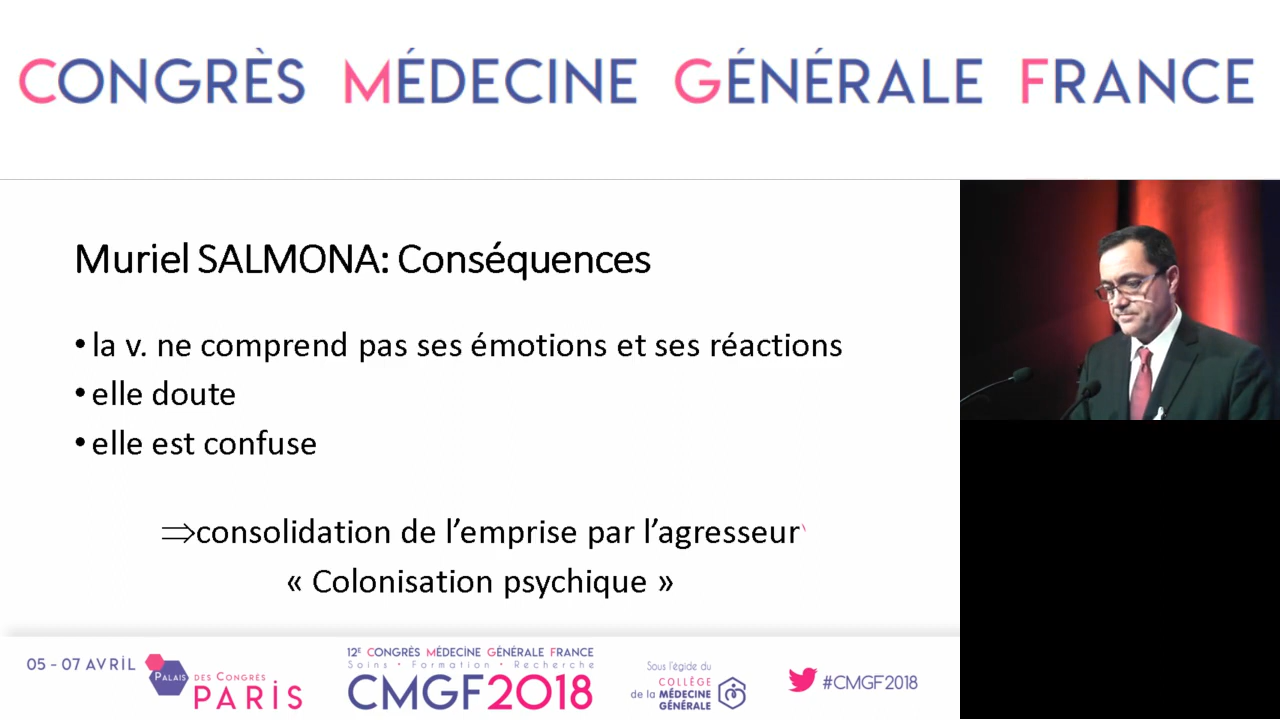 CONGRÈS MÉDECINE GÉNÉRALE FRANCE
Muriel SALMONA: Conséquences
• la v. ne comprend pas ses émotions et ses réactions
• elle doute
• elle est confuse
⇒consolidation de l’emprise par l’agresseur
« Colonisation psychique »
05 - 07 AVRIL
PALAIS
DES CONGRÈS
PARIS
12E CONGRÈS MÉDECINE GÉNÉRALE FRANCE
Soins • Formation • Recherche
CMGF2018
Sous l'égide du
COLLÈGE
de la MÉDECINE
GÉNÉRALE
#CMGF2018